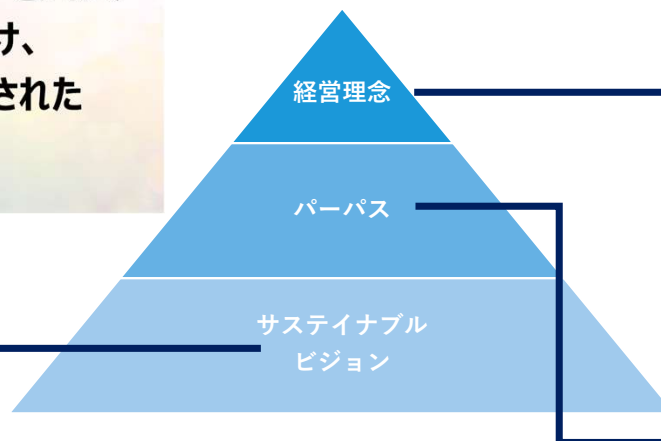 け、
された
経営理念
パーパス
サステイナブル
ビジョン